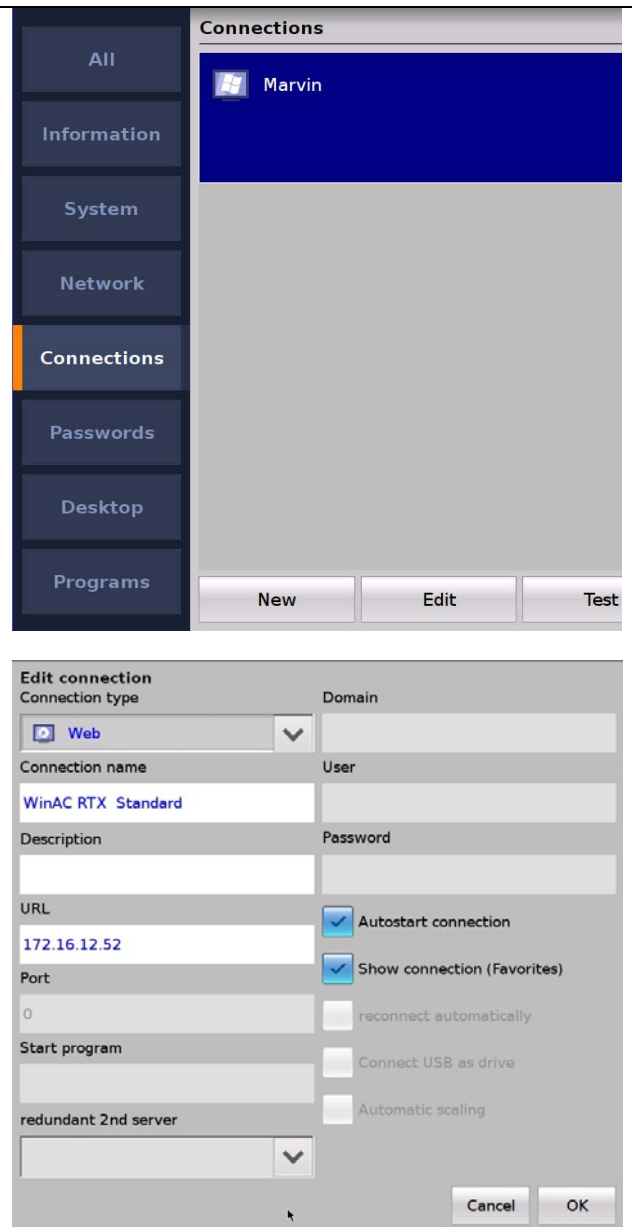 Connections
All
Marvin
Information
System
Network
Connections
Passwords
Desktop
Programs
New Edit Test
Edit connection
Connection type Domain
Web
Connection name User
WinAC RTX  Standard
Description Password
URL
Autostart connection
172.16.12.52
Show connection (Favorites)
Port
0 reconnect automatically
Start program
Connect USB as drive
Automatic scaling
redundant 2nd server
Cancel OK